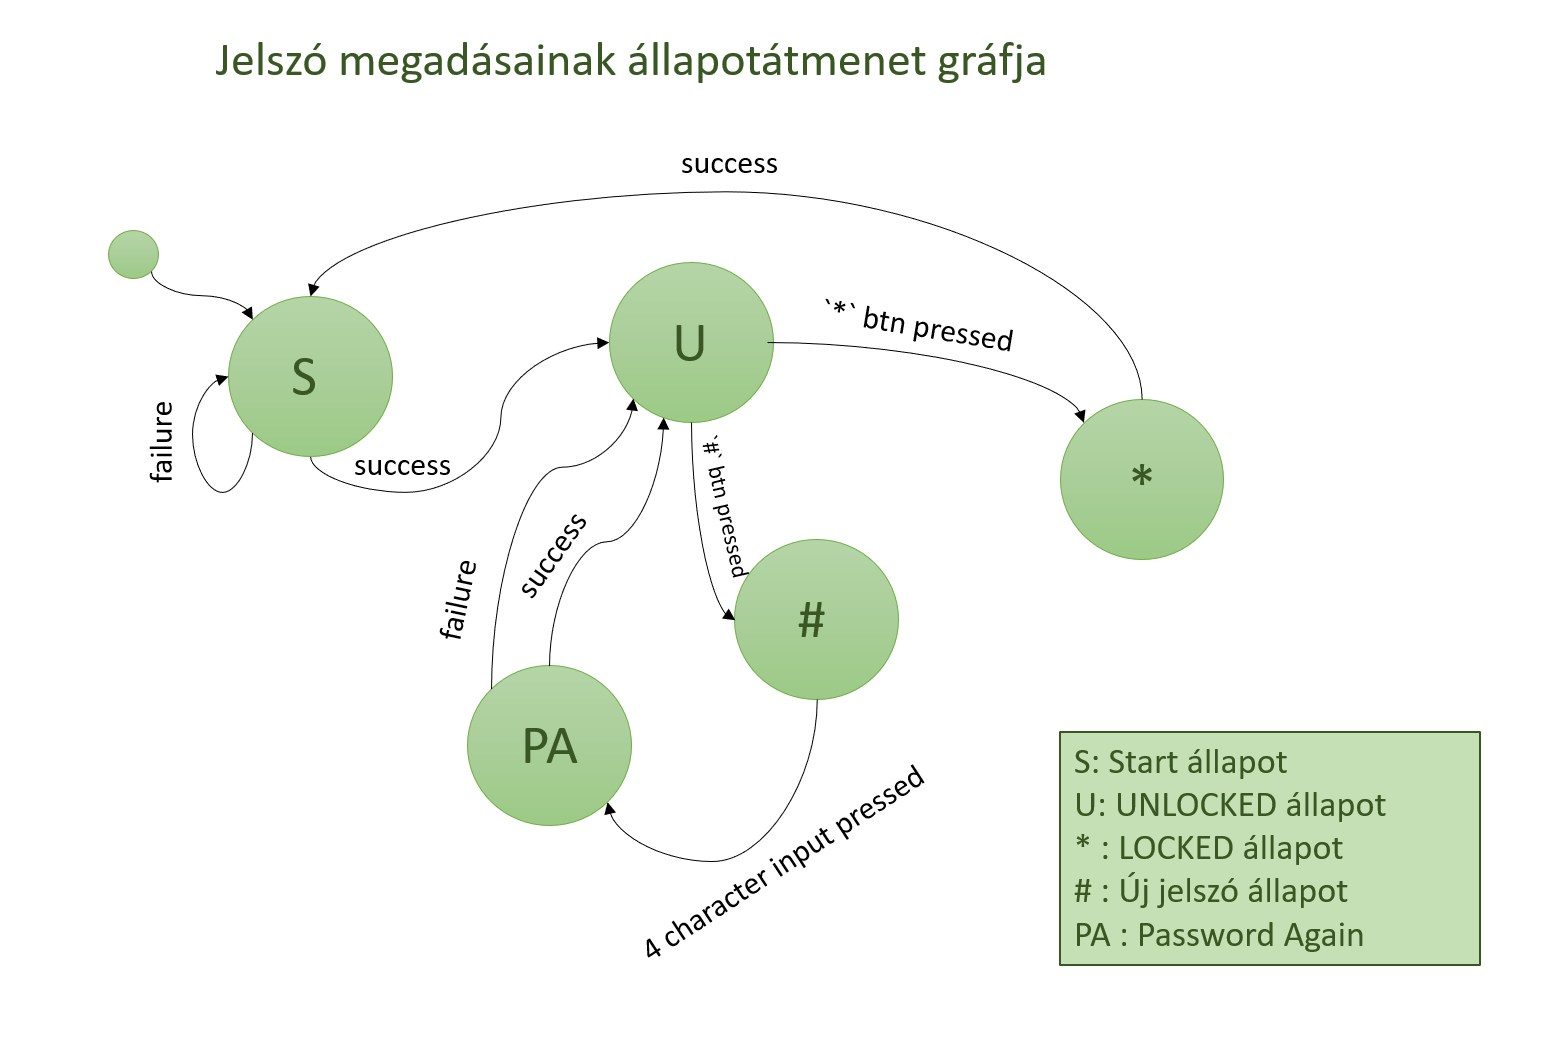 Jelszó megadásainak állapotátmenet gráfja
success
S
U
`*` btn pressed
failure
success
*
`#` btn pressed
success
failure
#
PA
4 character input pressed
S: Start állapot
U: UNLOCKED állapot
* : LOCKED állapot
# : Új jelszó állapot
PA : Password Again